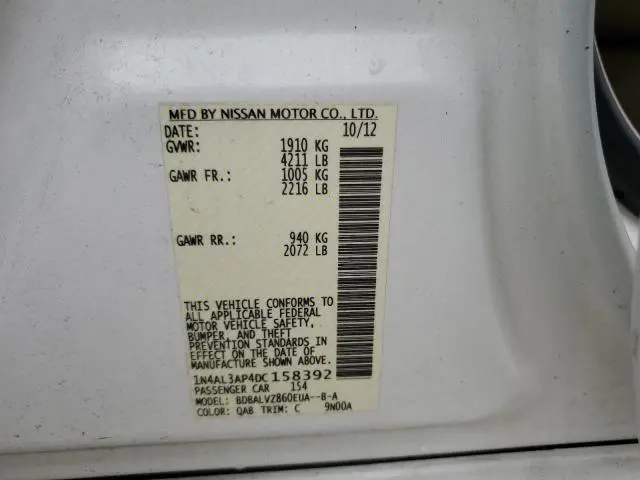 MFD BY NISSAN MOTOR CO., LTD.
DATE: 10/12
GVWR: 1910 KG
4211 LB
GAWR FR.: 1005 KG
2216 LB
GAWR RR.: 940 KG
2072 LB
THIS VEHICLE CONFORMS TO
ALL APPLICABLE FEDERAL
MOTOR VEHICLE SAFETY,
BUMPER, AND THEFT
PREVENTION STANDARDS IN
EFFECT ON THE DATE OF
MANUFACTURE SHOWN ABOVE.
1N4AL3AP4DC158392
PASSENGER CAR 154
MODEL: BDBALVZ860EUA--B-A
COLOR: QAB TRIM: C 9N00A